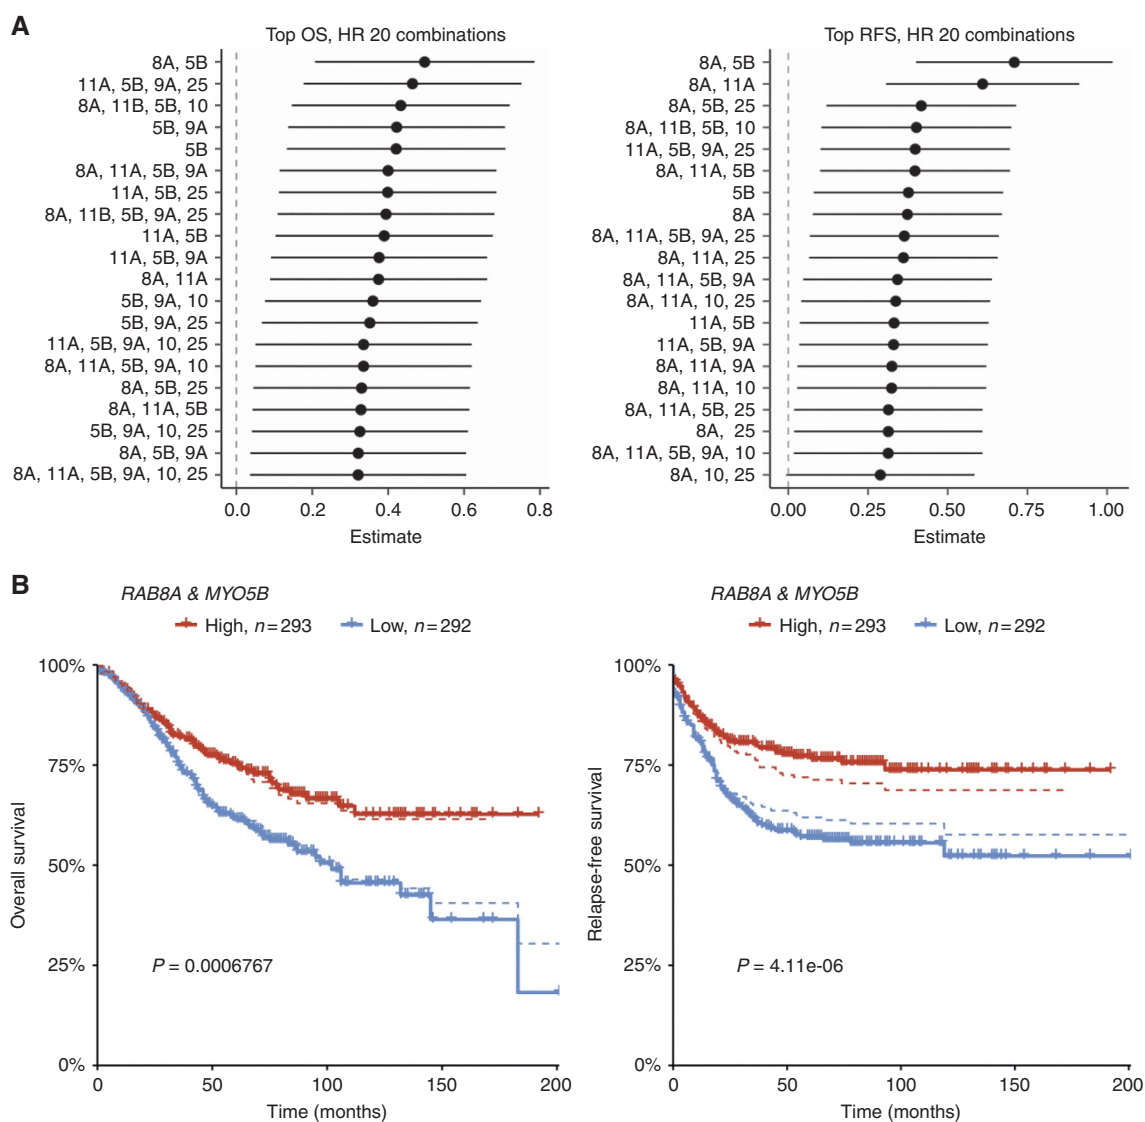 A
Top OS, HR 20 combinations
8A, 5B
11A, 5B, 9A, 25
8A, 11B, 5B, 10
5B, 9A
5B
8A, 11A, 5B, 9A
11A, 5B, 25
8A, 11B, 5B, 9A, 25
11A, 5B
11A, 5B, 9A
8A, 11A
5B, 9A, 10
5B, 9A, 25
11A, 5B, 9A, 10, 25
8A, 11A, 5B, 9A, 10
8A, 5B, 25
8A, 11A, 5B
5B, 9A, 10, 25
8A, 5B, 9A
8A, 11A, 5B, 9A, 10, 25
0.0 0.2 0.4 0.6 0.8
Estimate
Top RFS, HR 20 combinations
8A, 5B
8A, 11A
8A, 5B, 25
8A, 11B, 5B, 10
11A, 5B, 9A, 25
8A, 11A, 5B
5B
8A
8A, 11A, 5B, 9A, 25
8A, 11A, 25
8A, 11A, 5B, 9A
8A, 11A, 10, 25
11A, 5B
11A, 5B, 9A
8A, 11A, 9A
8A, 11A, 10
8A, 11A, 5B, 25
8A, 25
8A, 11A, 5B, 9A, 10
8A, 10, 25
0.00 0.25 0.50 0.75 1.00
Estimate
B
RAB8A & MYO5B
High, n=293 Low, n=292
100%
75%
50%
25%
0%
Overall survival
P = 0.0006767
0 50 100 150 200
Time (months)
RAB8A & MYO5B
High, n=293 Low, n=292
100%
75%
50%
25%
0%
Relapse-free survival
P = 4.11e-06
0 50 100 150 200
Time (months)